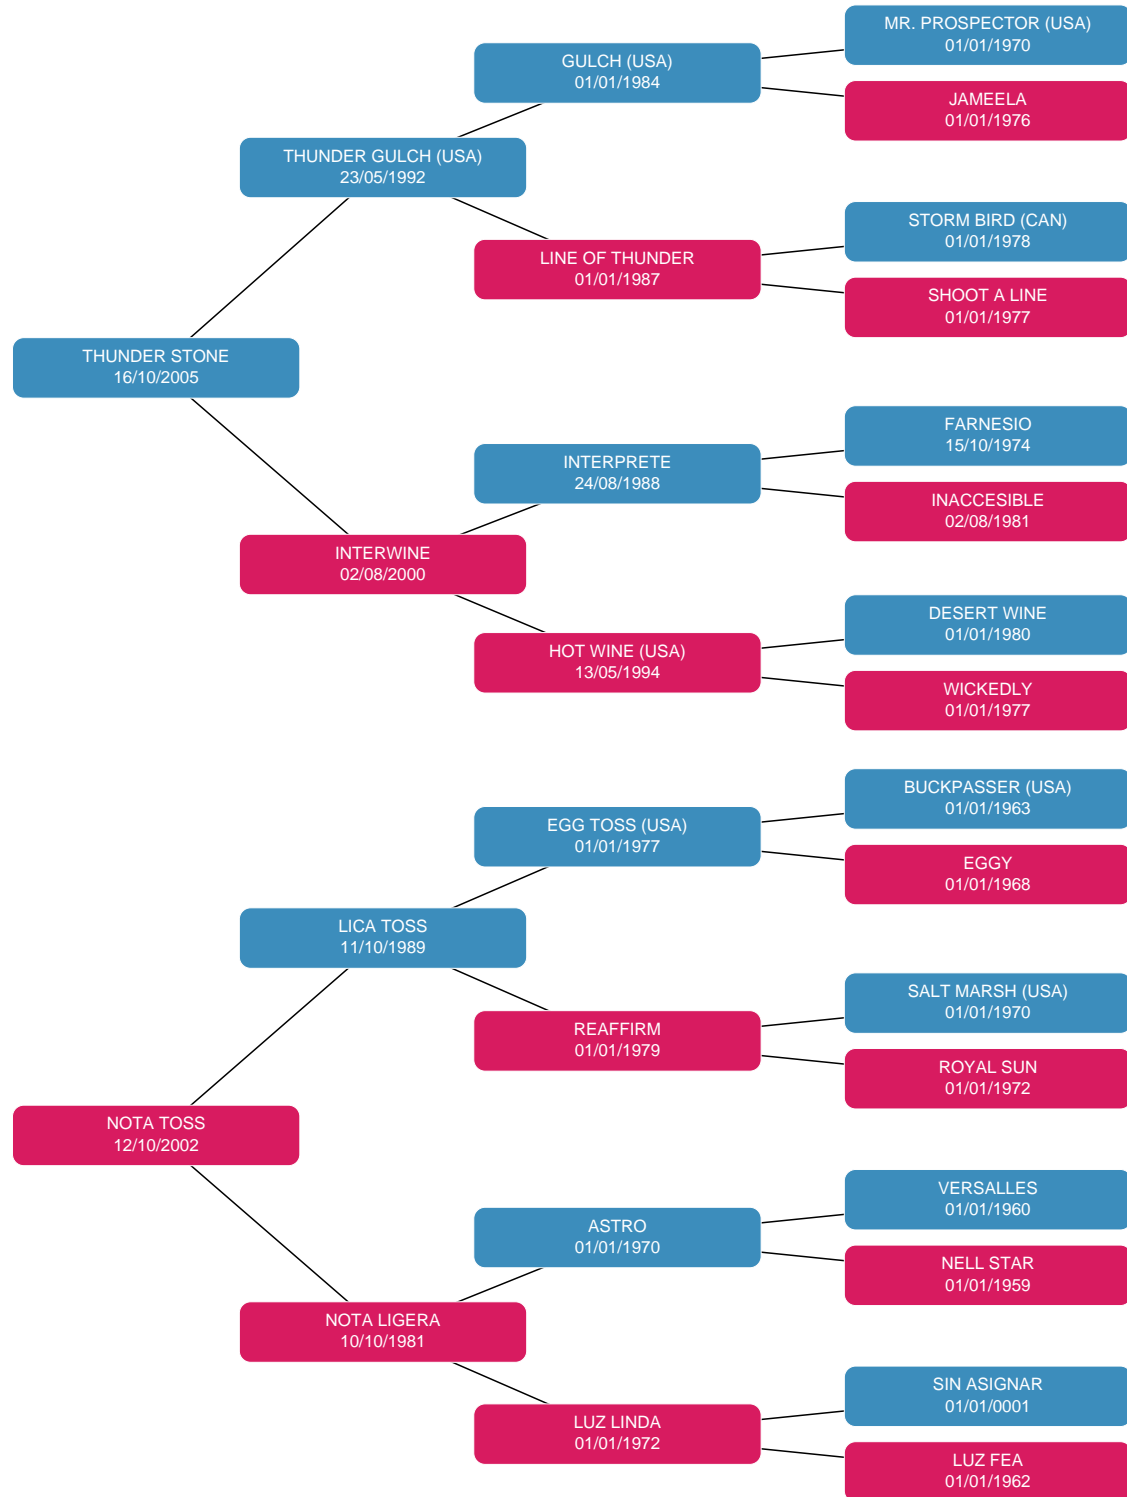 MR. PROSPECTOR (USA)
01/01/1970
GULCH (USA)
01/01/1984
JAMEELA
01/01/1976
THUNDER GULCH (USA)
23/05/1992
STORM BIRD (CAN)
01/01/1978
LINE OF THUNDER
01/01/1987
SHOOT A LINE
01/01/1977
THUNDER STONE
16/10/2005
FARNESIO
15/10/1974
INTERPRETE
24/08/1988
INACCESIBLE
02/08/1981
INTERWINE
02/08/2000
DESERT WINE
01/01/1980
HOT WINE (USA)
13/05/1994
WICKEDLY
01/01/1977
BUCKPASSER (USA)
01/01/1963
EGG TOSS (USA)
01/01/1977
EGGY
01/01/1968
LICA TOSS
11/10/1989
SALT MARSH (USA)
01/01/1970
REAFFIRM
01/01/1979
ROYAL SUN
01/01/1972
NOTA TOSS
12/10/2002
VERSALLES
01/01/1960
ASTRO
01/01/1970
NELL STAR
01/01/1959
NOTA LIGERA
10/10/1981
SIN ASIGNAR
01/01/0001
LUZ LINDA
01/01/1972
LUZ FEA
01/01/1962